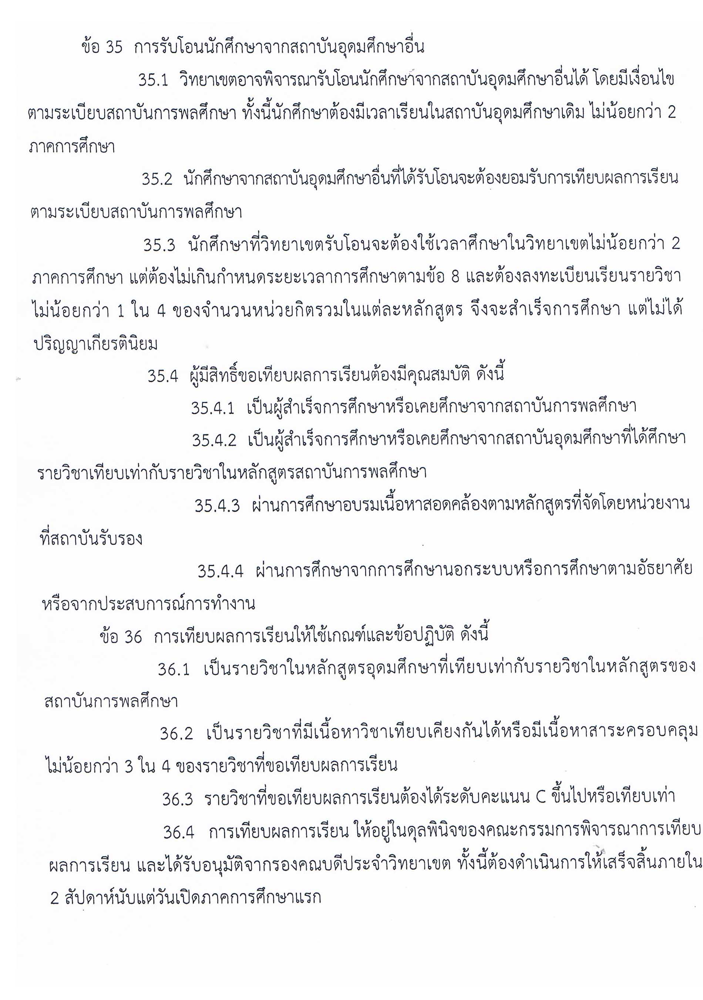 ข้อ 35 การรับโอนนักศึกษาจากสถาบันอุดมศึกษาอื่น
35.1 วิทยาเขตอาจพิจารณารับโอนนักศึกษาจากสถาบันอุดมศึกษาอื่นได้ โดยมีเงื่อนไข
ตามระเบียบสถาบันการพลศึกษา ทั้งนี้นักศึกษาต้องมีเวลาเรียนในสถาบันอุดมศึกษาเดิม ไม่น้อยกว่า 2
ภาคการศึกษา
35.2 นักศึกษาจากสถาบันอุดมศึกษาอื่นที่ได้รับโอนจะต้องยอมรับการเทียบผลการเรียน
ตามระเบียบสถาบันการพลศึกษา
35.3 นักศึกษาที่วิทยาเขตรับโอนจะต้องใช้เวลาศึกษาในวิทยาเขตไม่น้อยกว่า 2
ภาคการศึกษา แต่ต้องไม่เกินกำหนดระยะเวลาการศึกษาตามข้อ 8 และต้องลงทะเบียนเรียนรายวิชา
ไม่น้อยกว่า 1 ใน 4 ของจำนวนหน่วยกิตรวมในแต่ละหลักสูตร จึงจะสำเร็จการศึกษา แต่ไม่ได้
ปริญญาเกียรตินิยม
35.4 ผู้มีสิทธิ์ขอเทียบผลการเรียนต้องมีคุณสมบัติ ดังนี้
35.4.1 เป็นผู้สำเร็จการศึกษาหรือเคยศึกษาจากสถาบันการพลศึกษา
35.4.2 เป็นผู้สำเร็จการศึกษาหรือเคยศึกษาจากสถาบันอุดมศึกษาที่ได้ศึกษา
รายวิชาเทียบเท่ากับรายวิชาในหลักสูตรสถาบันการพลศึกษา
35.4.3 ผ่านการศึกษาอบรมเนื้อหาสอดคล้องตามหลักสูตรที่จัดโดยหน่วยงาน
ที่สถาบันรับรอง
35.4.4 ผ่านการศึกษาจากการศึกษานอกระบบหรือการศึกษาตามอัธยาศัย
หรือจากประสบการณ์การทำงาน
ข้อ 36 การเทียบผลการเรียนให้ใช้เกณฑ์และข้อปฏิบัติ ดังนี้
36.1 เป็นรายวิชาในหลักสูตรอุดมศึกษาที่เทียบเท่ากับรายวิชาในหลักสูตรของ
สถาบันการพลศึกษา
36.2 เป็นรายวิชาที่มีเนื้อหาวิชาเทียบเคียงกันได้หรือมีเนื้อหาสาระครอบคลุม
ไม่น้อยกว่า 3 ใน 4 ของรายวิชาที่ขอเทียบผลการเรียน
36.3 รายวิชาที่ขอเทียบผลการเรียนต้องได้ระดับคะแนน C ขึ้นไปหรือเทียบเท่า
36.4 การเทียบผลการเรียน ให้อยู่ในดุลพินิจของคณะกรรมการพิจารณาการเทียบ
ผลการเรียน และได้รับอนุมัติจากรองคณบดีประจำวิทยาเขต ทั้งนี้ต้องดำเนินการให้เสร็จสิ้นภายใน
2 สัปดาห์นับแต่วันเปิดภาคการศึกษาแรก